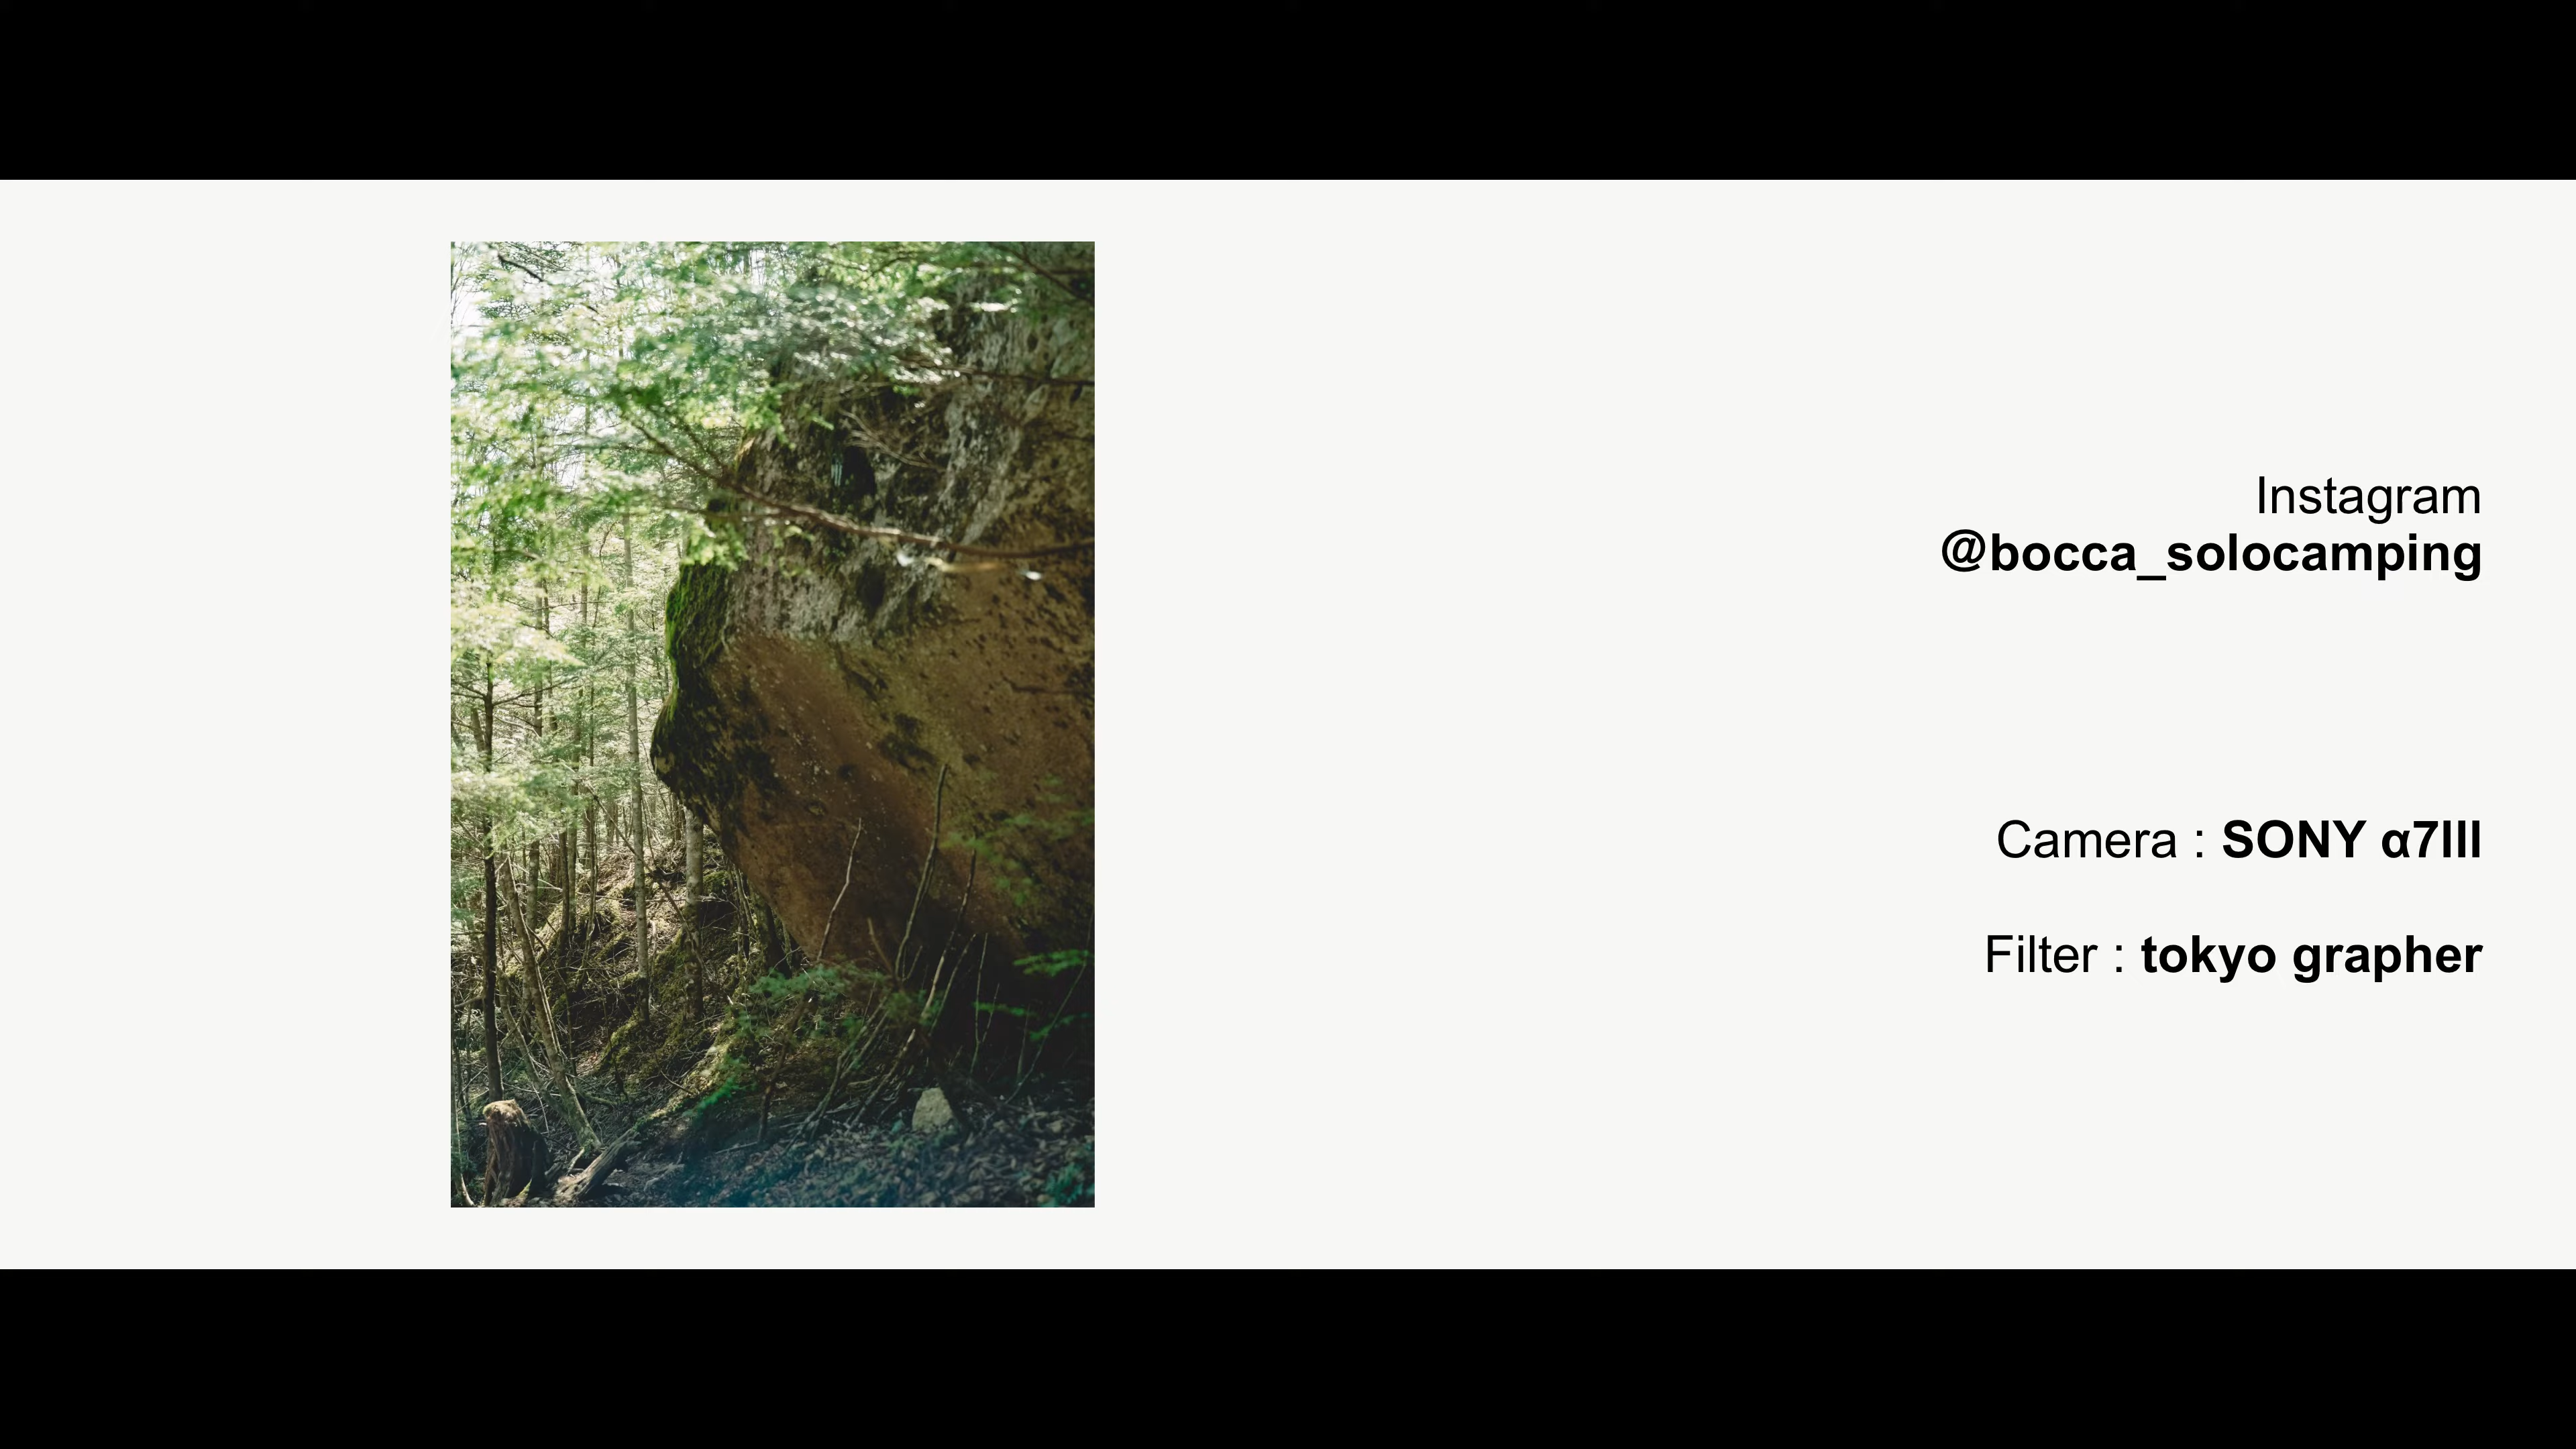 Instagram
@bocca_solocamping
Camera : SONY α7III
Filter : tokyo grapher